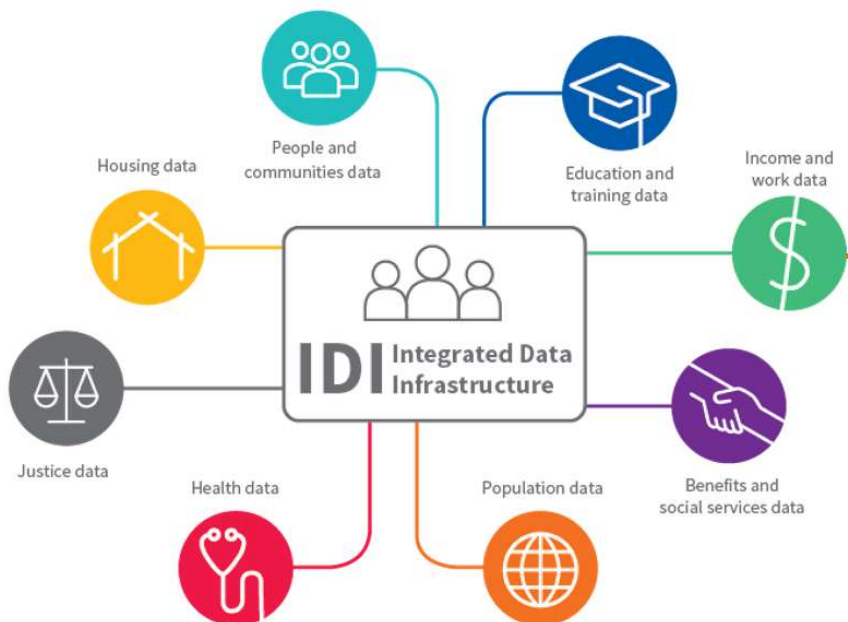 People and
communities data
Education and
training data
Housing data
Income and
work data
IDI Integrated Data
Infrastructure
Justice data
Health data
Population data
Benefits and
social services data